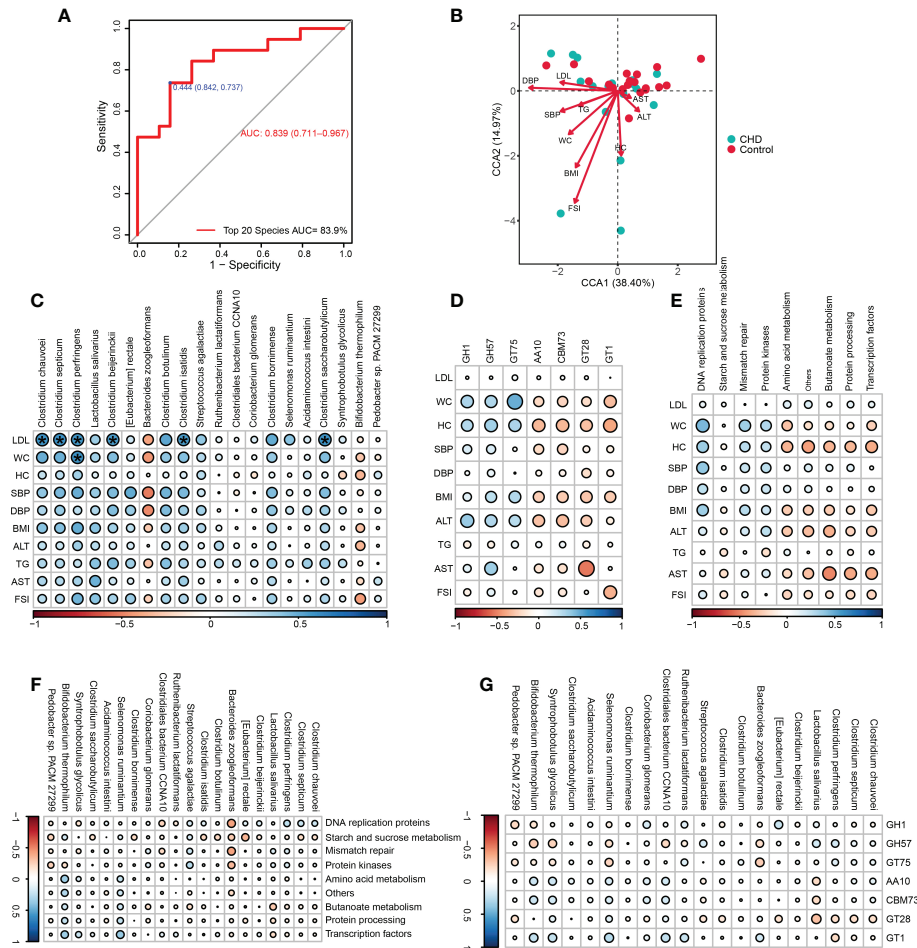 A
Sensitivity
0.0
0.2
0.4
0.6
0.8
1.0
0.444 (0.842, 0.737)
AUC: 0.839 (0.711–0.967)
Top 20 Species AUC= 83.9%
0.0
0.2
0.4
0.6
0.8
1.0
1 − Specificity
B
CCA2 (14.97%)
2
0
−2
−4
DBP
LDL
SBP
TG
WC
BMI
FSI
HC
AST
ALT
−2
0
2
CCA1 (38.40%)
CHD
Control
C
Clostridium chauvoei
Clostridium septicum
Clostridium perfringens
Lactobacillus salivarius
Clostridium beijerinckii
[Eubacterium] rectale
Bacteroides zoogleoformans
Clostridium botulinum
Clostridium isatidis
Streptococcus agalactiae
Ruthenibacterium lactatiformans
Clostridiales bacterium CCNA10
Coriobacterium glomerans
Clostridium bornimense
Selenomonas ruminantium
Acidaminococcus intestini
Clostridium saccharobutylicum
Syntrophobotulus glycolicus
Bifidobacterium thermophilum
Pedobacter sp. PACM 27299
LDL
WC
HC
SBP
DBP
BMI
ALT
TG
AST
FSI
−1
−0.5
0
0.5
1
D
GH1
GH57
GT75
AA10
CBM73
GT28
GT1
LDL
WC
HC
SBP
DBP
BMI
ALT
TG
AST
FSI
−1
−0.5
0
0.5
1
E
DNA replication proteins
Starch and sucrose metabolism
Mismatch repair
Protein kinases
Amino acid metabolism
Others
Butanoate metabolism
Protein processing
Transcription factors
LDL
WC
HC
SBP
DBP
BMI
ALT
TG
AST
FSI
−1
−0.5
0
0.5
1
F
Pedobacter sp. PACM 27299
Bifidobacterium thermophilum
Syntrophobotulus glycolicus
Clostridium saccharobutylicum
Acidaminococcus intestini
Selenomonas ruminantium
Clostridium bornimense
Coriobacterium glomerans
Clostridiales bacterium CCNA10
Ruthenibacterium lactatiformans
Streptococcus agalactiae
Clostridium isatidis
Clostridium botulinum
Bacteroides zoogleoformans
[Eubacterium] rectale
Clostridium beijerinckii
Lactobacillus salivarius
Clostridium perfringens
Clostridium septicum
Clostridium chauvoei
DNA replication proteins
Starch and sucrose metabolism
Mismatch repair
Protein kinases
Amino acid metabolism
Others
Butanoate metabolism
Protein processing
Transcription factors
−1
−0.5
0
0.5
1
G
Pedobacter sp. PACM 27299
Bifidobacterium thermophilum
Syntrophobotulus glycolicus
Clostridium saccharobutylicum
Acidaminococcus intestini
Selenomonas ruminantium
Clostridium bornimense
Coriobacterium glomerans
Clostridiales bacterium CCNA10
Ruthenibacterium lactatiformans
Streptococcus agalactiae
Clostridium isatidis
Clostridium botulinum
Bacteroides zoogleoformans
[Eubacterium] rectale
Clostridium beijerinckii
Lactobacillus salivarius
Clostridium perfringens
Clostridium septicum
Clostridium chauvoei
GH1
GH57
GT75
AA10
CBM73
GT28
GT1
−1
−0.5
0
0.5
1